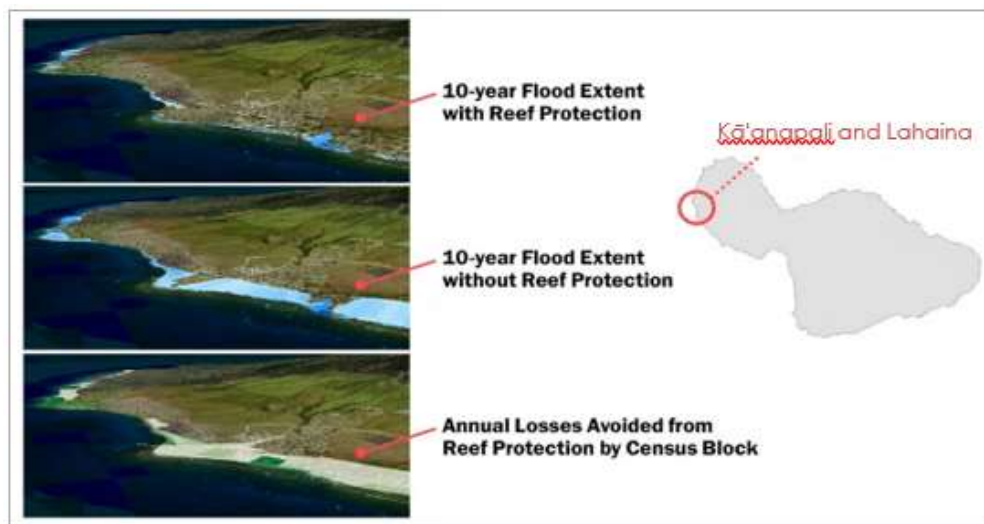 10-year Flood Extent
with Reef Protection
Kā'anapali and Lahaina
10-year Flood Extent
without Reef Protection
Annual Losses Avoided from
Reef Protection by Census Block